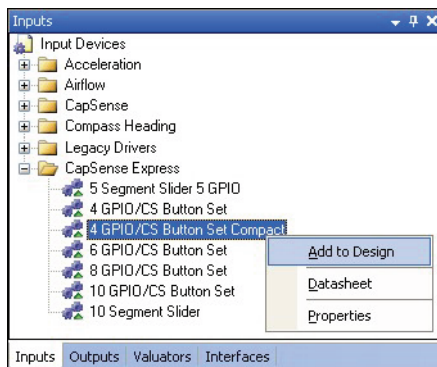 Inputs
Input Devices
Acceleration
Airflow
CapSense
Compass Heading
Legacy Drivers
CapSense Express
5 Segment Slider 5 GPIO
4 GPIO/CS Button Set
4 GPIO/CS Button Set Compact
6 GPIO/CS Button Set
8 GPIO/CS Button Set
10 GPIO/CS Button Set
10 Segment Slider
Add to Design
Datasheet
Properties
Inputs Outputs Valuators Interfaces